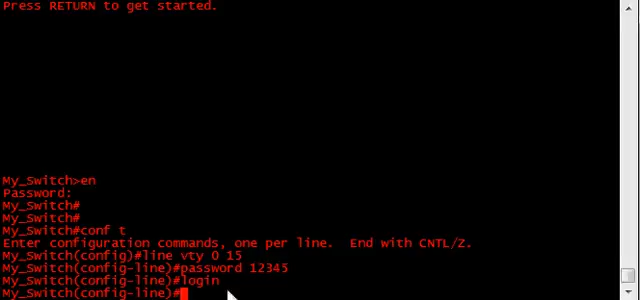 Press RETURN to get started.
My_Switch>en
Password:
My_Switch#
My_Switch#
My_Switch#conf t
Enter configuration commands, one per line.  End with CNTL/Z.
My_Switch(config)#line vty 0 15
My_Switch(config-line)#password 12345
My_Switch(config-line)#login
My_Switch(config-line)#